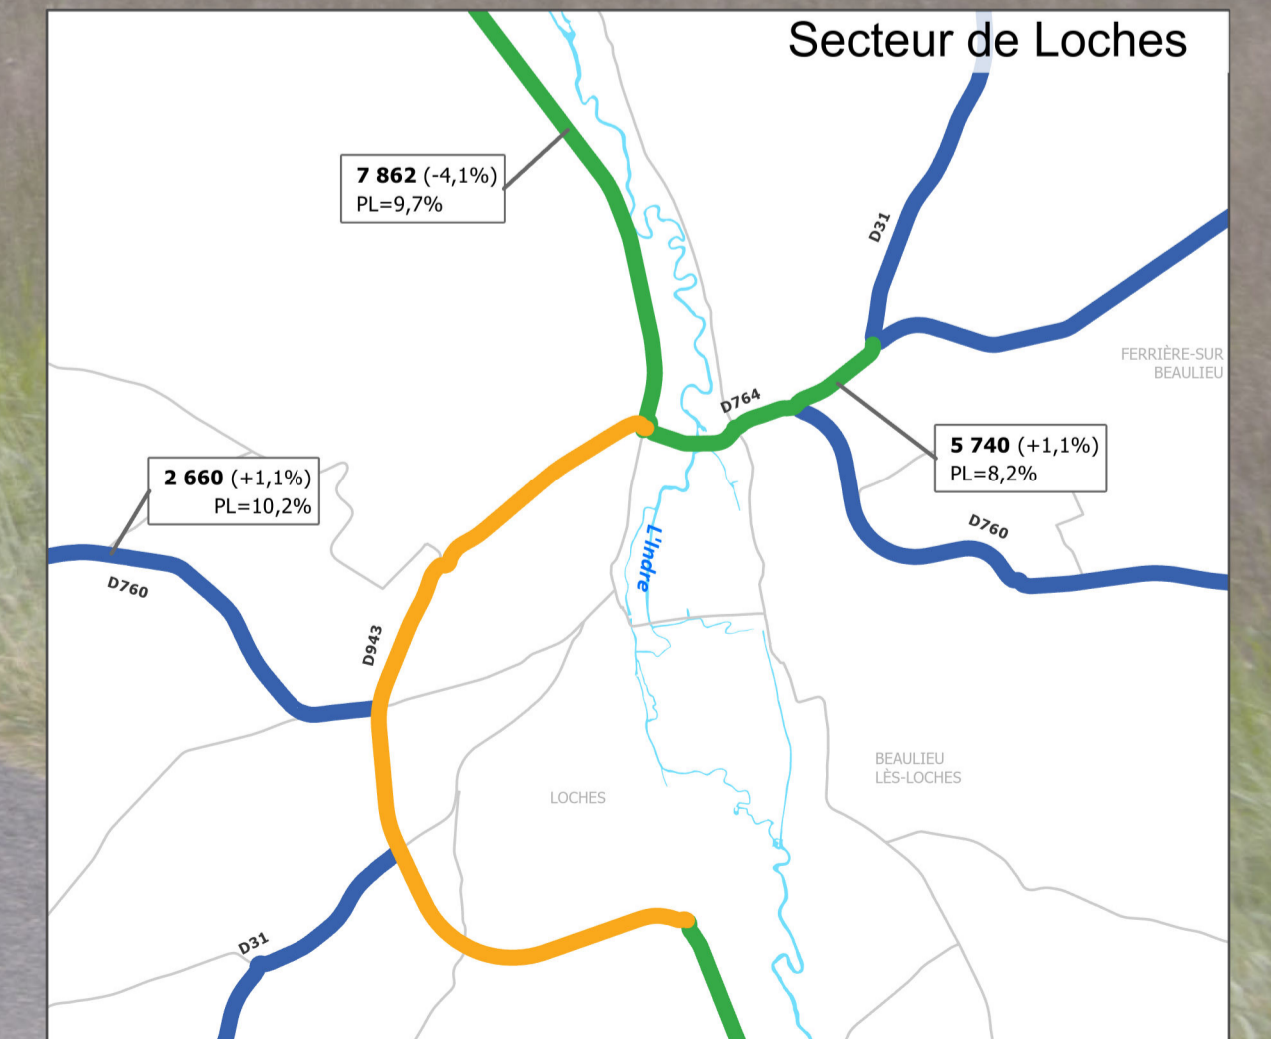 Secteur de Loches
7 862 (-4,1%)
PL=9,7%
D31
FERRIÈRE-SUR
BEAULIEU
D764
5 740 (+1,1%)
PL=8,2%
2 660 (+1,1%)
PL=10,2%
D760
L'Indre
D760
D943
BEAULIEU
LÈS-LOCHES
LOCHES
D31